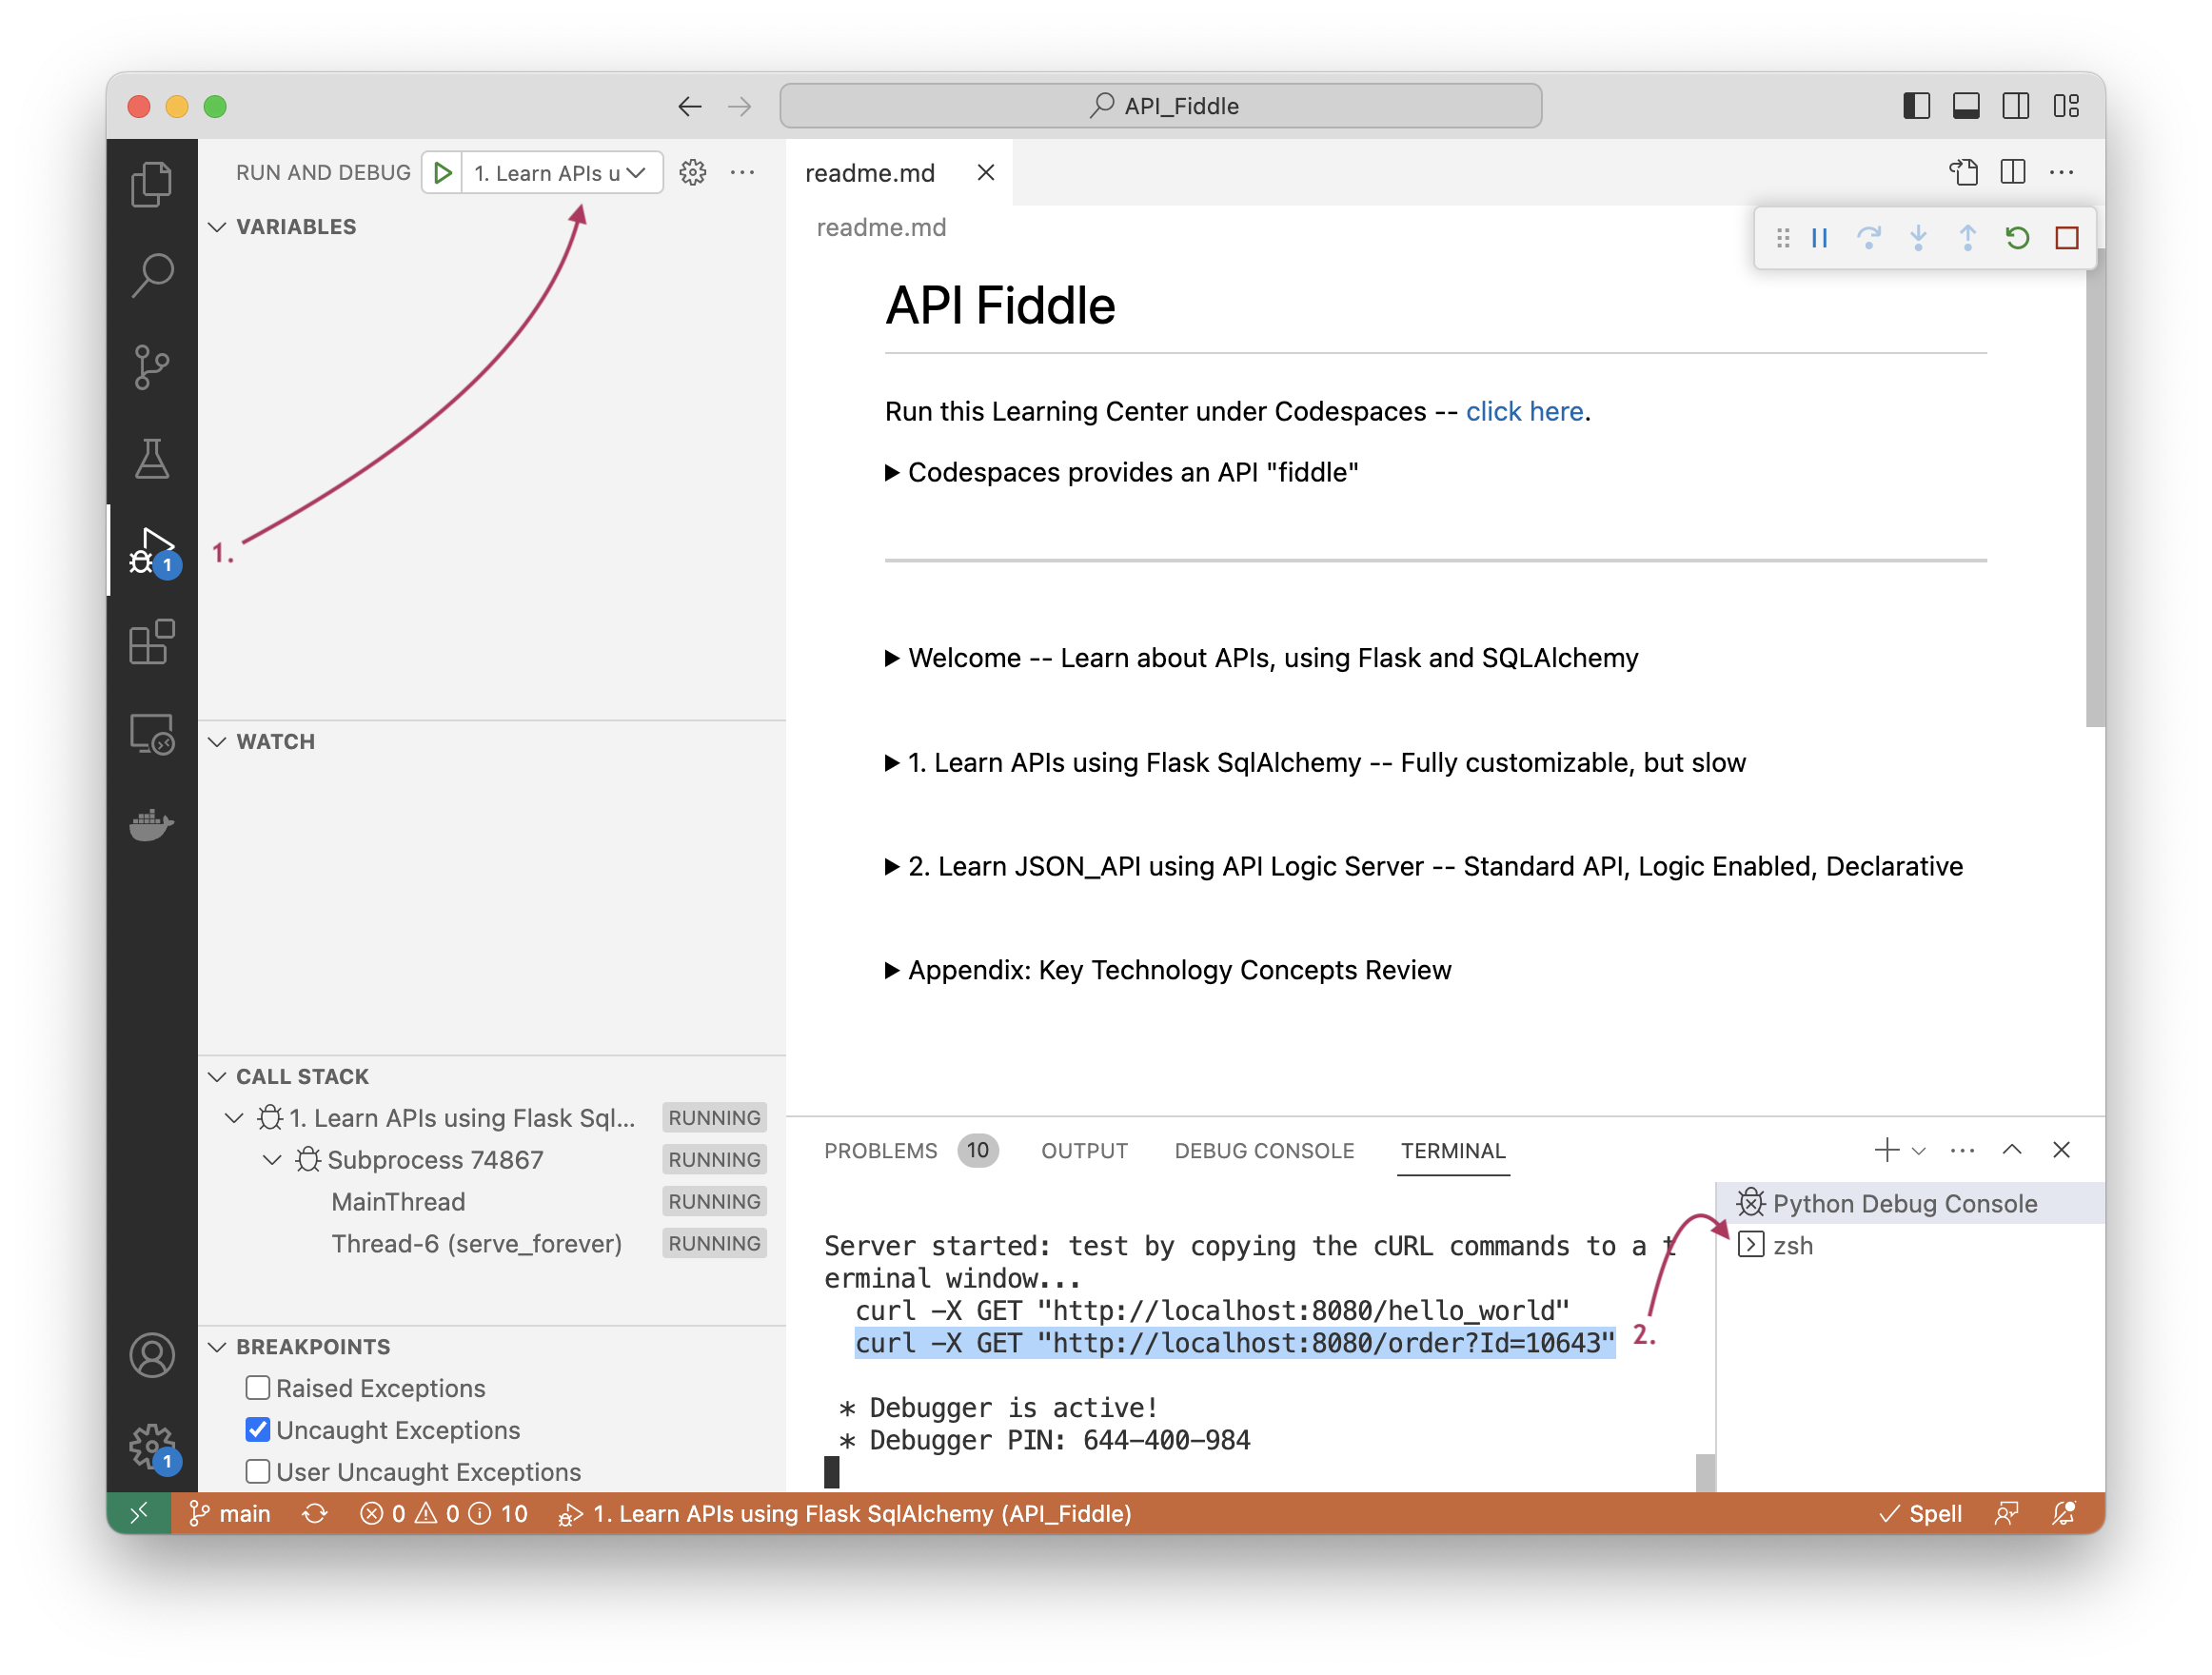 API_Fiddle
RUN AND DEBUG
1. Learn APIs u
VARIABLES
1.
WATCH
CALL STACK
1. Learn APIs using Flask Sql... RUNNING
Subprocess 74867 RUNNING
MainThread RUNNING
Thread-6 (serve_forever) RUNNING
BREAKPOINTS
Raised Exceptions
Uncaught Exceptions
User Uncaught Exceptions
1
1
readme.md
readme.md
API Fiddle
Run this Learning Center under Codespaces -- click here.
Codespaces provides an API "fiddle"
Welcome -- Learn about APIs, using Flask and SQLAlchemy
1. Learn APIs using Flask SqlAlchemy -- Fully customizable, but slow
2. Learn JSON_API using API Logic Server -- Standard API, Logic Enabled, Declarative
Appendix: Key Technology Concepts Review
PROBLEMS 10 OUTPUT DEBUG CONSOLE TERMINAL
Server started: test by copying the cURL commands to a t
erminal window...
curl -X GET "http://localhost:8080/hello_world"
curl -X GET "http://localhost:8080/order?Id=10643"
2.
* Debugger is active!
* Debugger PIN: 644-400-984
Python Debug Console
zsh
main 0 0 10 1. Learn APIs using Flask SqlAlchemy (API_Fiddle) Spell